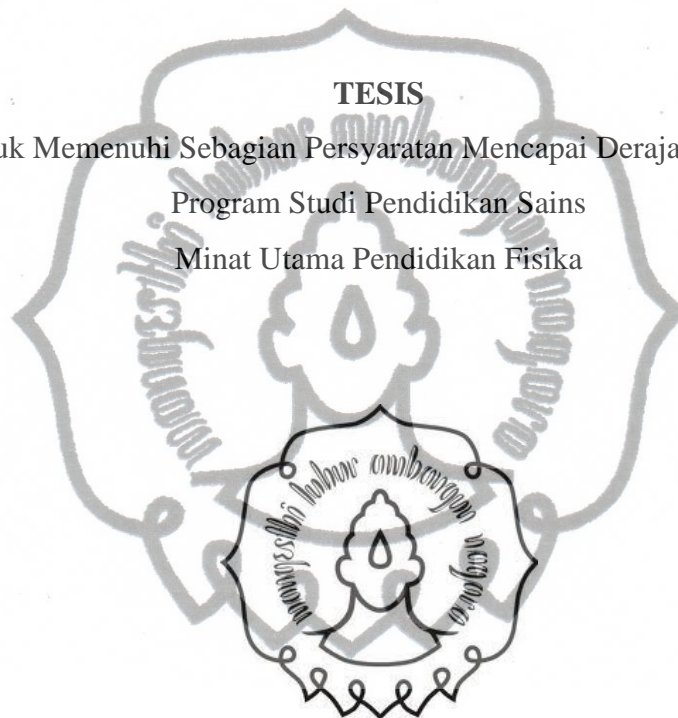 TESIS
uk Memenuhi Sebagian Persyaratan Mencapai Deraja
Program Studi Pendidikan Sains
Minat Utama Pendidikan Fisika